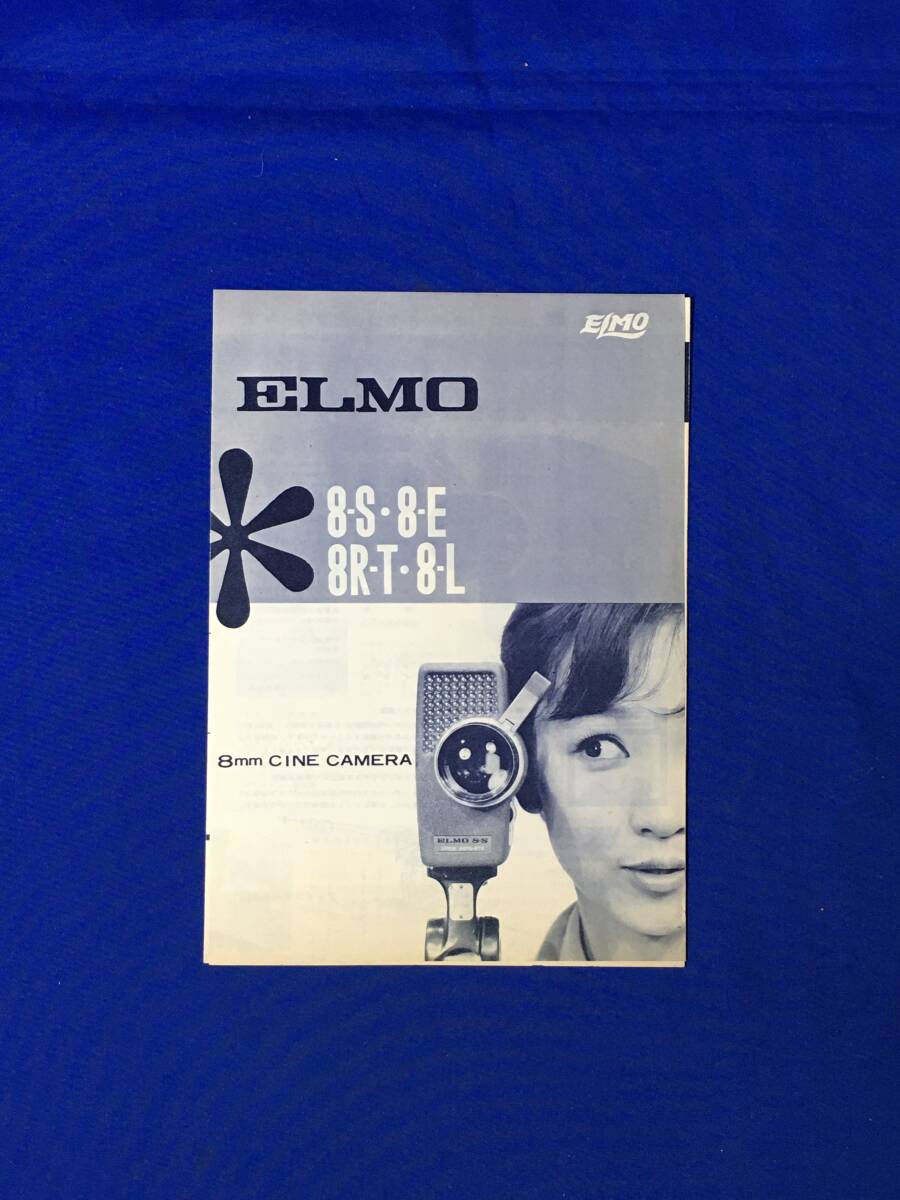 ELMO
ELMO
8-S・8-E
8R-T・8-L
8mm CINE CAMERA
ELMO 8-S